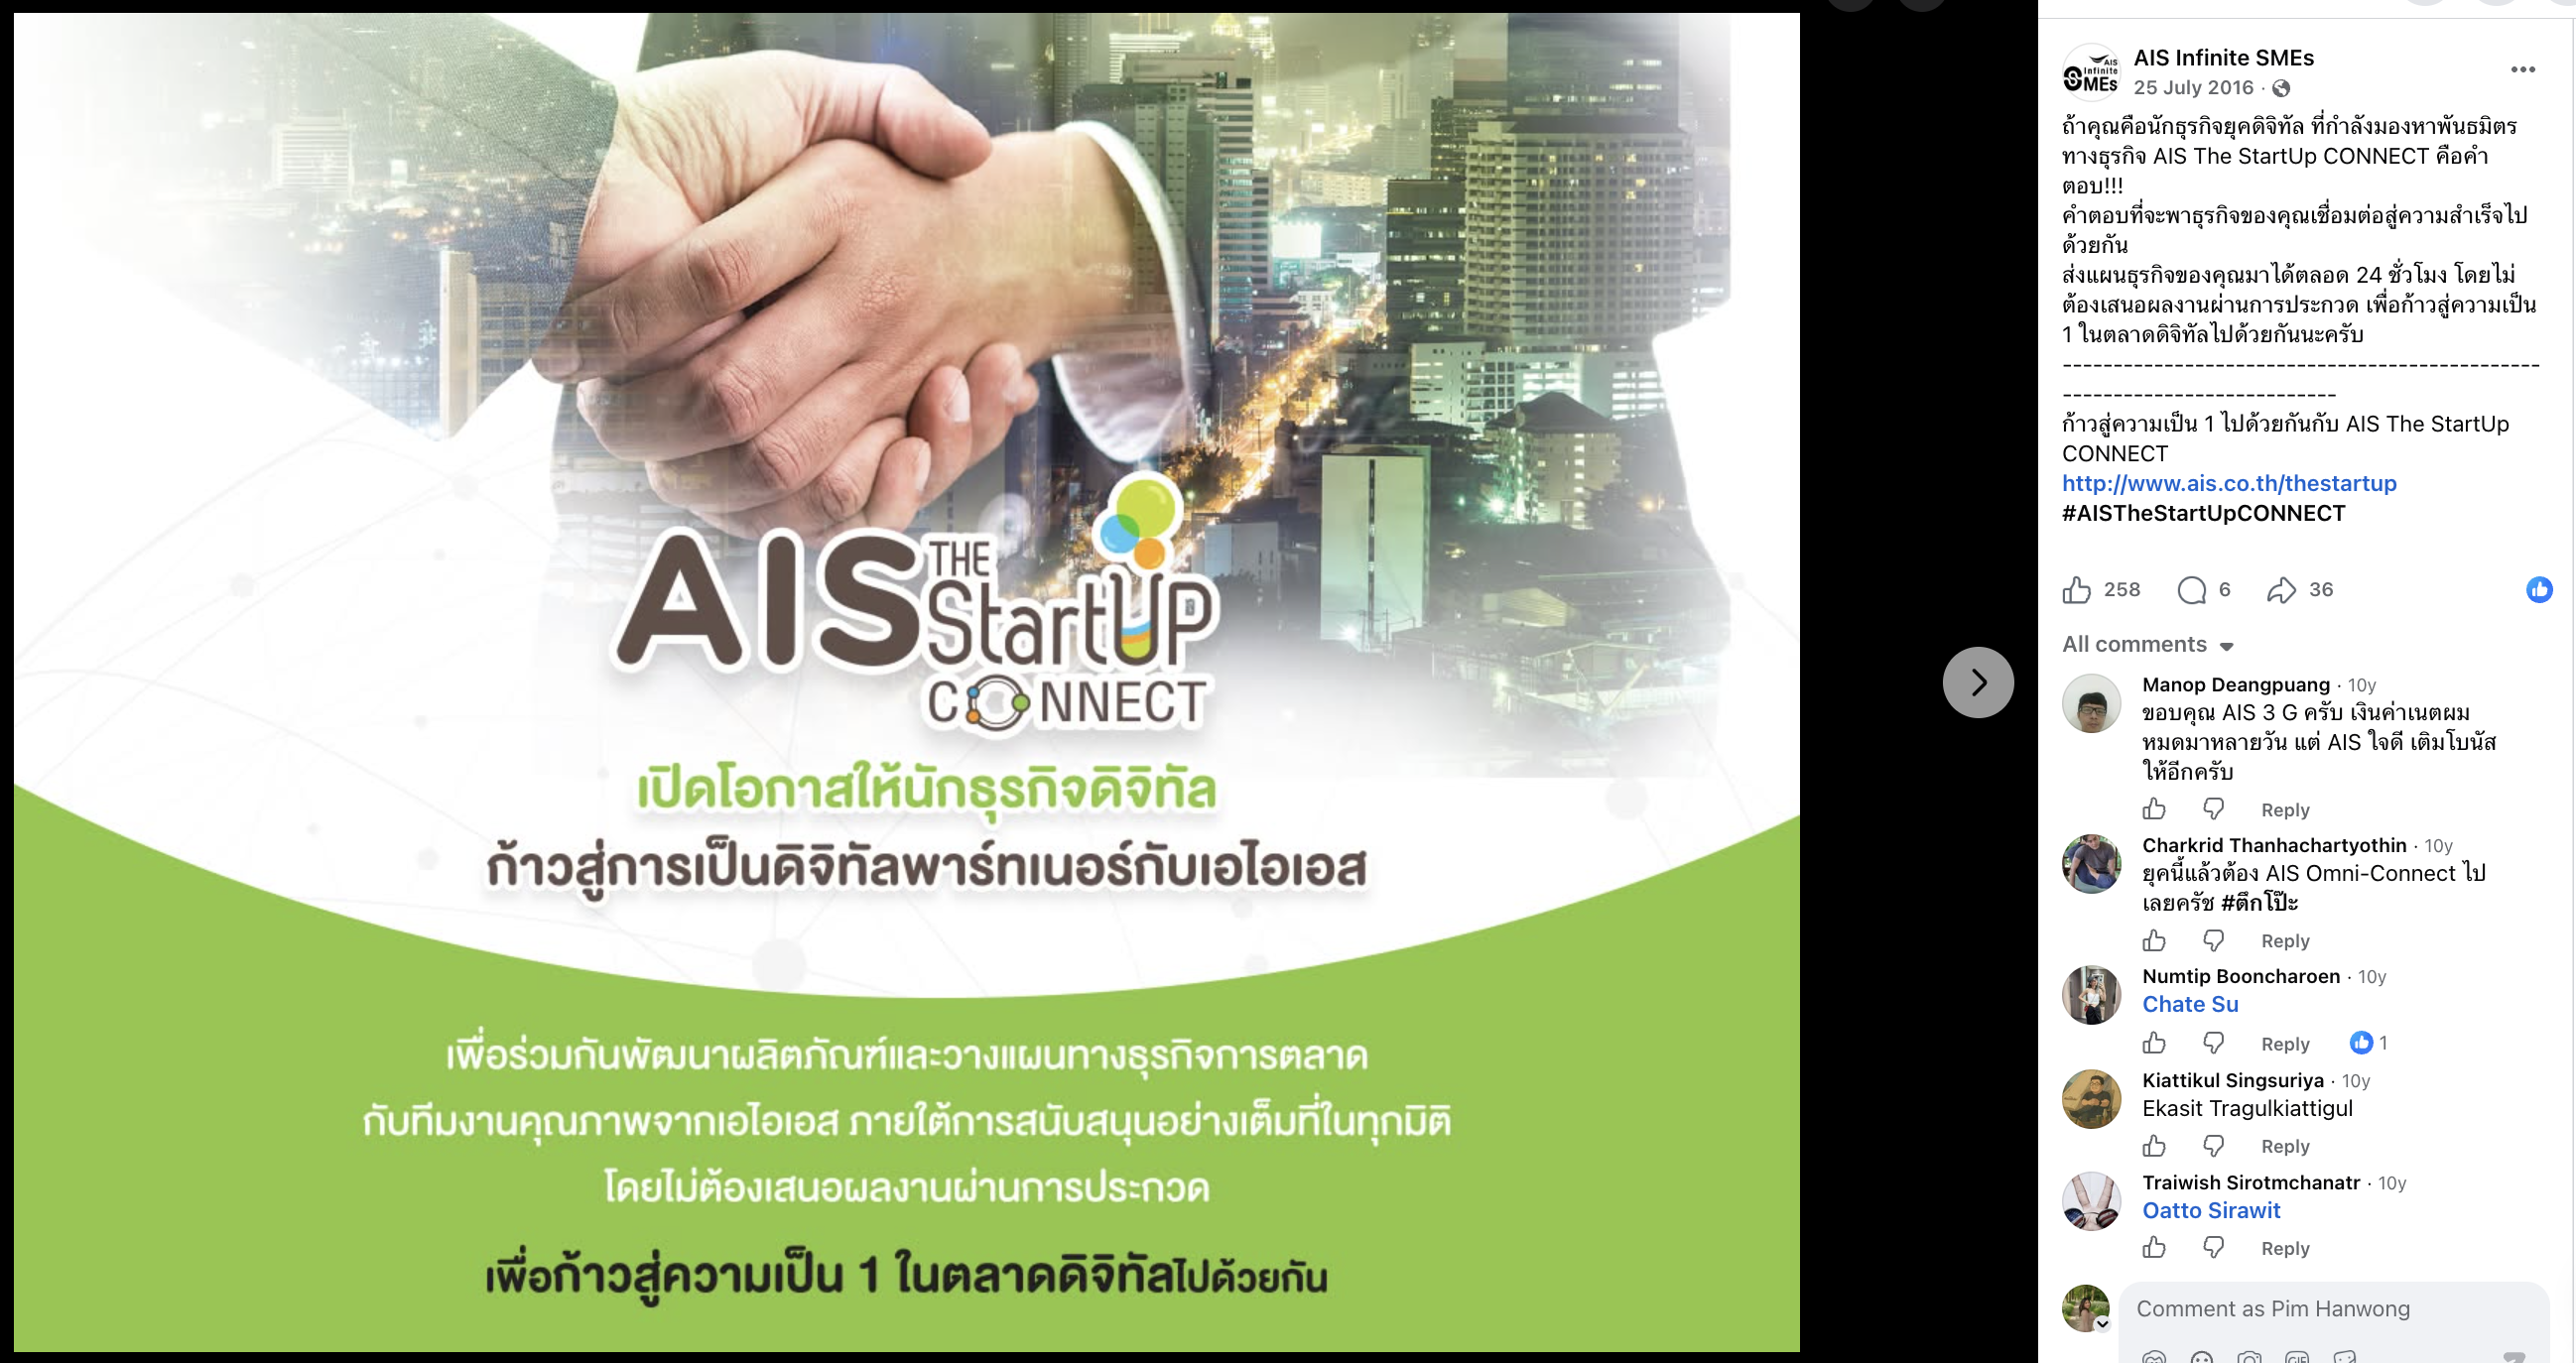 AIS THE StartUP
CONNECT
เปิดโอกาสให้นักธุรกิจดิจิทัล
ก้าวสู่การเป็นดิจิทัลพาร์ทเนอร์กับเอไอเอส
เพื่อร่วมกันพัฒนาผลิตภัณฑ์และวางแผนทางธุรกิจการตลาด
กับทีมงานคุณภาพจากเอไอเอส ภายใต้การสนับสนุนอย่างเต็มที่ในทุกมิติ
โดยไม่ต้องเสนอผลงานผ่านการประกวด
เพื่อก้าวสู่ความเป็น 1 ในตลาดดิจิทัลไปด้วยกัน
AIS Infinite SMEs
AIS Infinite SMEs
25 July 2016 ·
ถ้าคุณคือนักธุรกิจยุคดิจิทัล ที่กำลังมองหาพันธมิตร
ทางธุรกิจ AIS The StartUp CONNECT คือคำ
ตอบ!!!
คำตอบที่จะพาธุรกิจของคุณเชื่อมต่อสู่ความสำเร็จไป
ด้วยกัน
ส่งแผนธุรกิจของคุณมาได้ตลอด 24 ชั่วโมง โดยไม่
ต้องเสนอผลงานผ่านการประกวด เพื่อก้าวสู่ความเป็น
1 ในตลาดดิจิทัลไปด้วยกันนะครับ
-----------------------------------------------
---------------------------
ก้าวสู่ความเป็น 1 ไปด้วยกันกับ AIS The StartUp
CONNECT
http://www.ais.co.th/thestartup
#AISTheStartUpCONNECT
258 6 36
All comments
Manop Deangpuang · 10y
ขอบคุณ AIS 3 G ครับ เงินค่าเนตผม
หมดมาหลายวัน แต่ AIS ใจดี เติมโบนัส
ให้อีกครับ
Reply
Charkrid Thanhachartyothin · 10y
ยุคนี้แล้วต้อง AIS Omni-Connect ไป
เลยครัช #ตึกโป๊ะ
Reply
Numtip Booncharoen · 10y
Chate Su
Reply 1
Kiattikul Singsuriya · 10y
Ekasit Tragulkiattigul
Reply
Traiwish Sirotmchanatr · 10y
Oatto Sirawit
Reply
Comment as Pim Hanwong
GIF